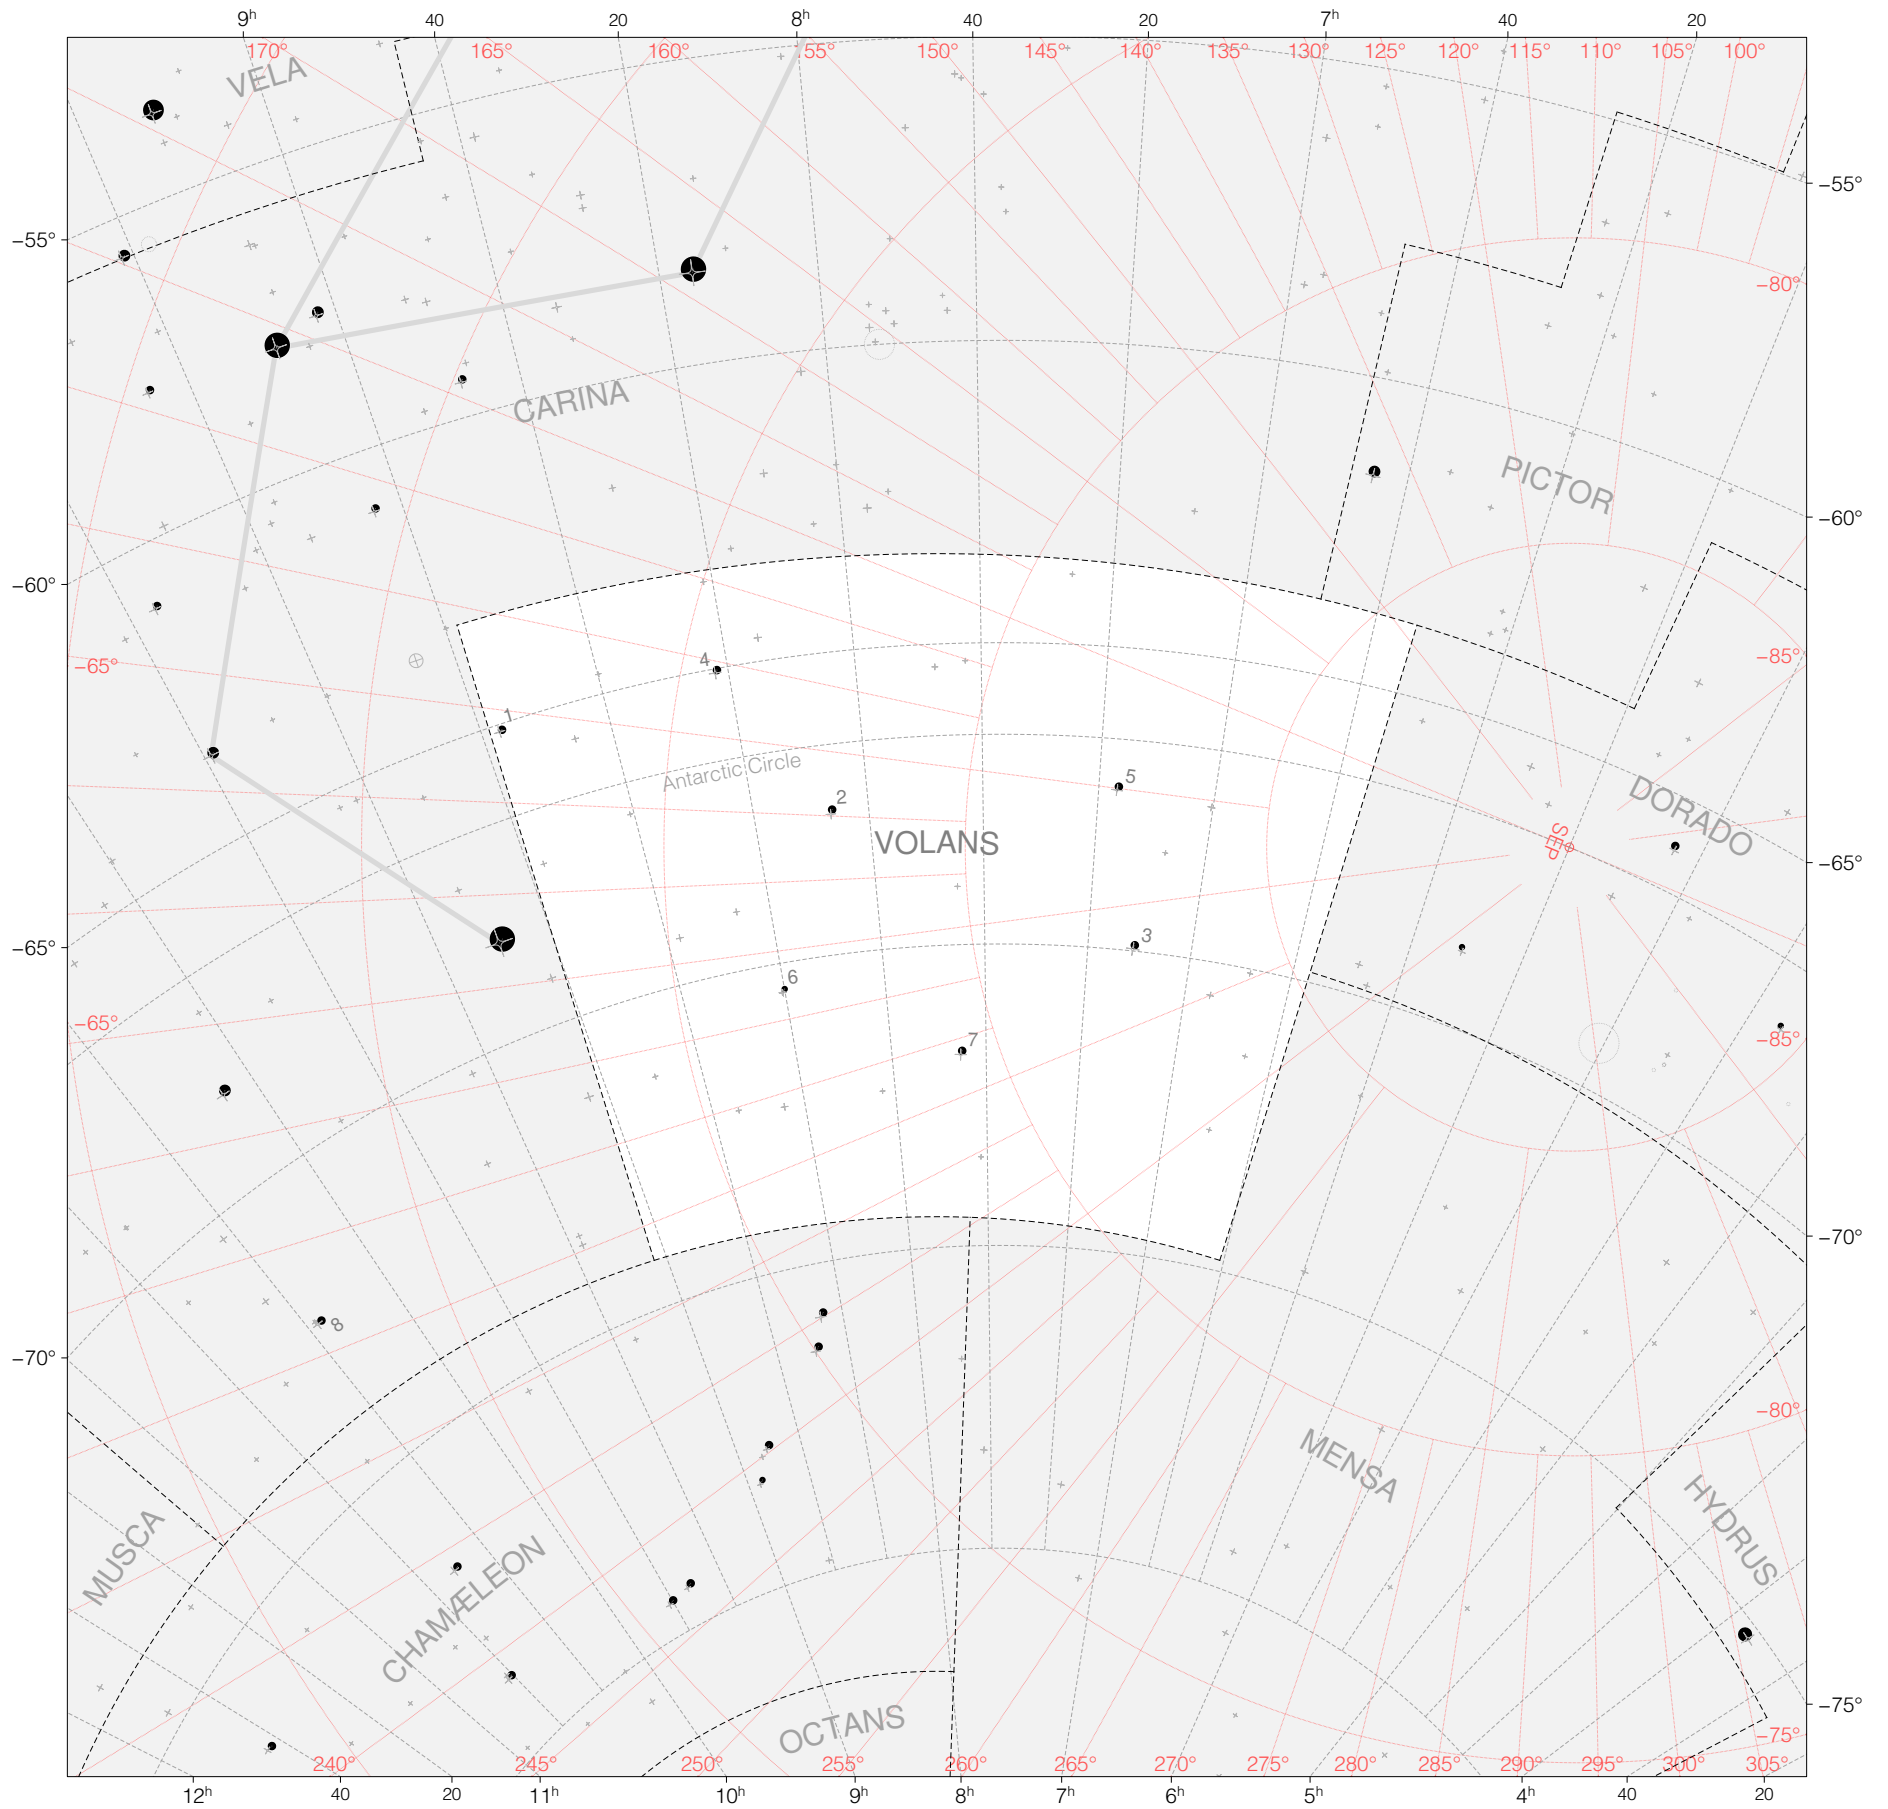 9h 40 20 8h 40 20 7h 40 20
170° 165° 160° 155° 150° 145° 140° 135° 130° 125° 120° 115° 110° 105° 100°
VELA
−55°
−55°
−80°
CARINA
PICTOR
−60°
−60°
4
−65°
−85°
1
Antarctic Circle
5
2
DORADO
VOLANS
SEP
−65°
3
−65°
6
−65°
7
−85°
−70°
8
−70°
−80°
MENSA
HYDRUS
MUSCA
CHAMÆLEON
−75°
OCTANS
−75°
240° 245° 250° 255° 260° 265° 270° 275° 280° 285° 290° 295° 300° 305°
12h 40 20 11h 10h 9h 8h 7h 6h 5h 4h 40 20